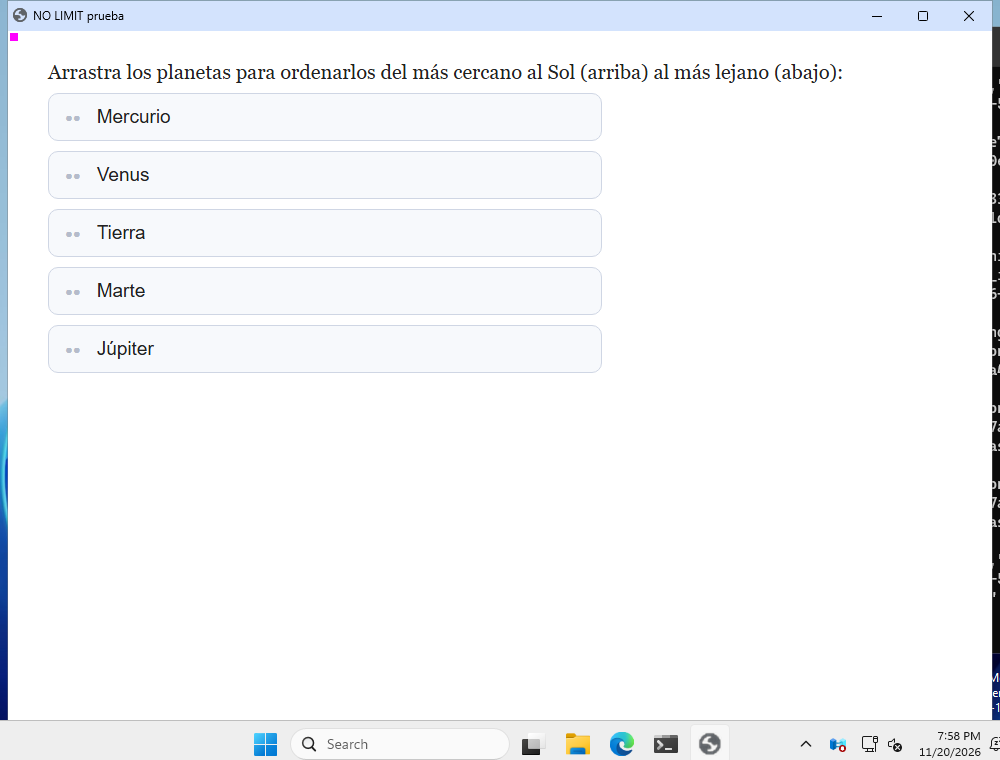 NO LIMIT prueba
Arrastra los planetas para ordenarlos del más cercano al Sol (arriba) al más lejano (abajo):
Mercurio
Venus
Tierra
Marte
Júpiter
Search
7:58 PM
11/20/2026